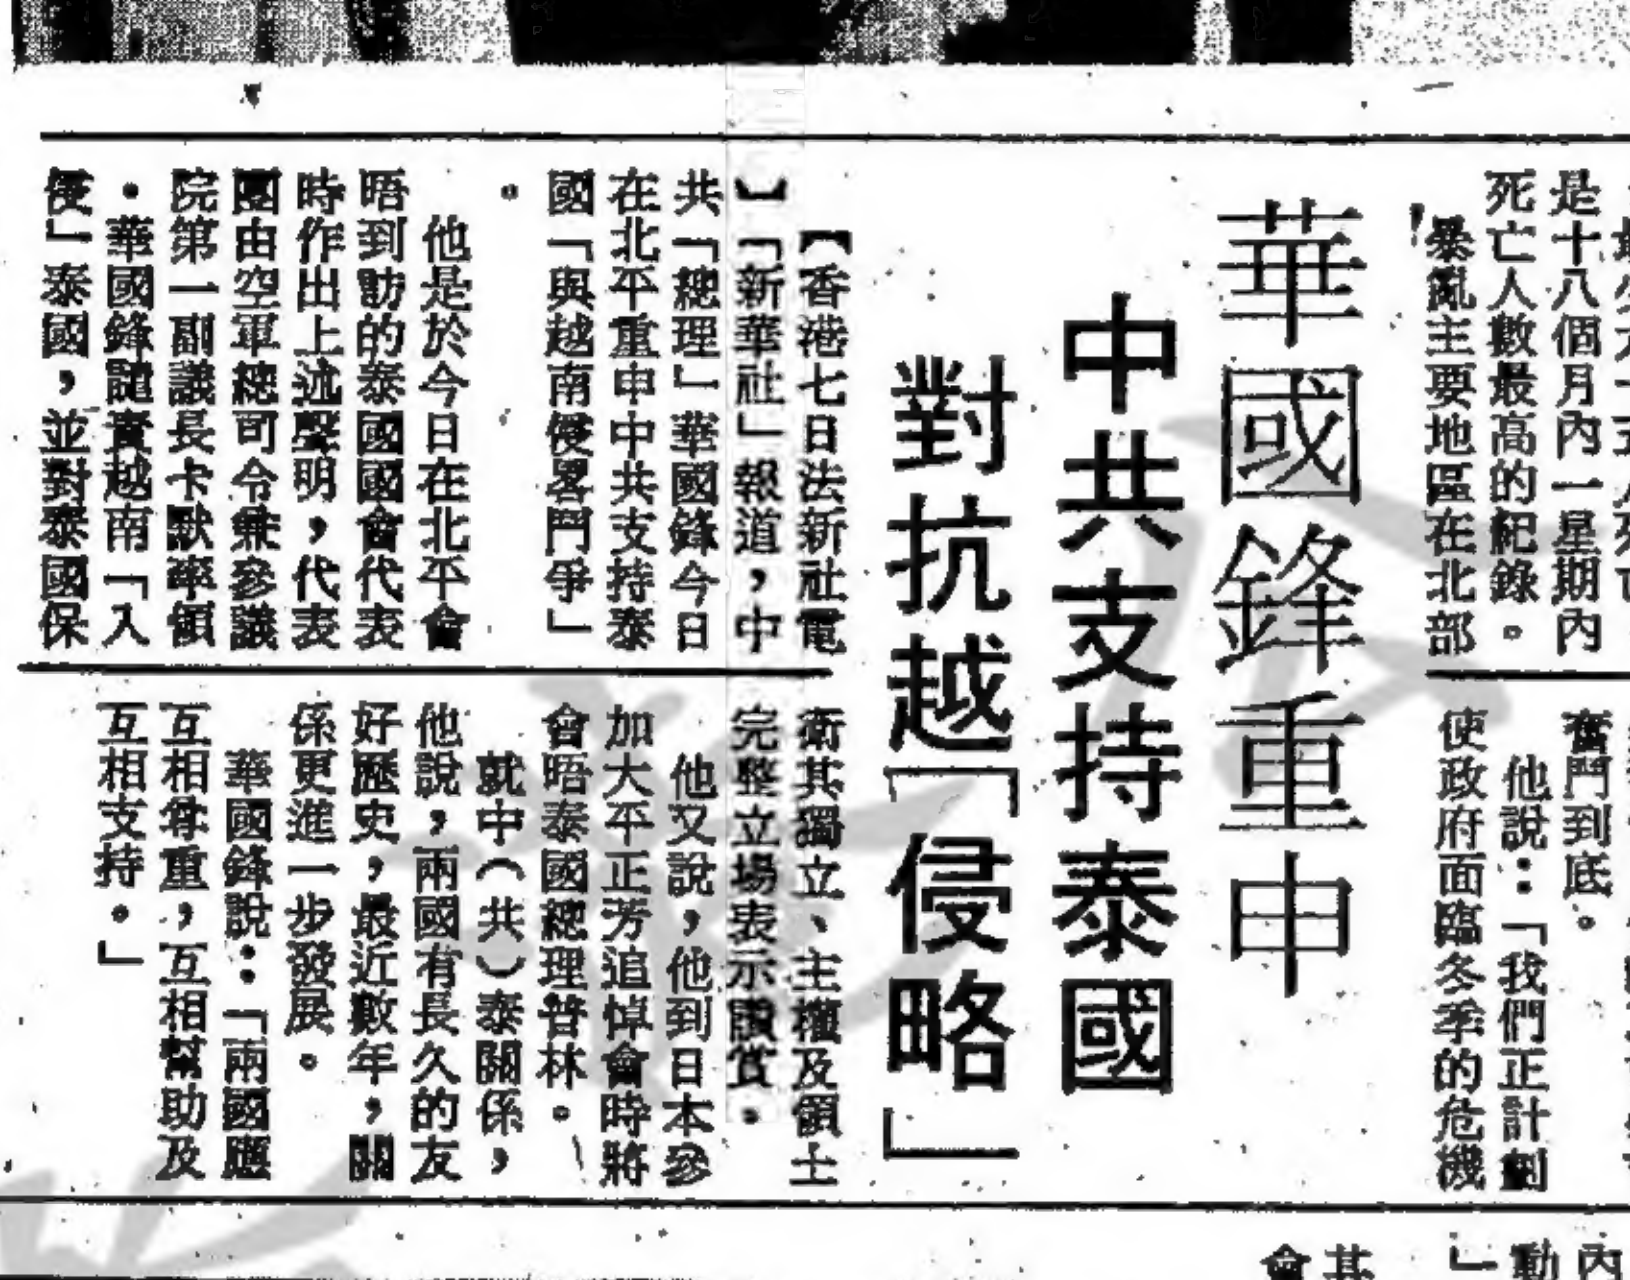 是十八個月內一星期內
死亡人數最高的紀錄。
暴亂主要地區在北部
奮鬥到底。
他說：「我們正計劃
使政府面臨冬季的危機
華國鋒重申
中共支持泰國
對抗越「侵略」
【香港七日法新社電
】「新華社」報道，中
共「總理」華國鋒今日
在北平重申中共支持泰
國「與越南侵畧鬥爭」
。
他是於今日在北平會
晤到訪的泰國國會代表
時作出上述聲明，代表
團由空軍總司令兼參議
院第一副議長卡默率領
。華國鋒譴責越南「入
侵」泰國，並對泰國保
衛其獨立、主權及領土
完整立場表示讚賞。
他又說，他到日本參
加大平正芳追悼會時將
會晤泰國總理普林。
就中（共）泰關係，
他說，兩國有長久的友
好歷史，最近數年，關
係更進一步發展。
華國鋒說：「兩國應
互相尊重，互相幫助及
互相支持。」
內
動
」
其
會